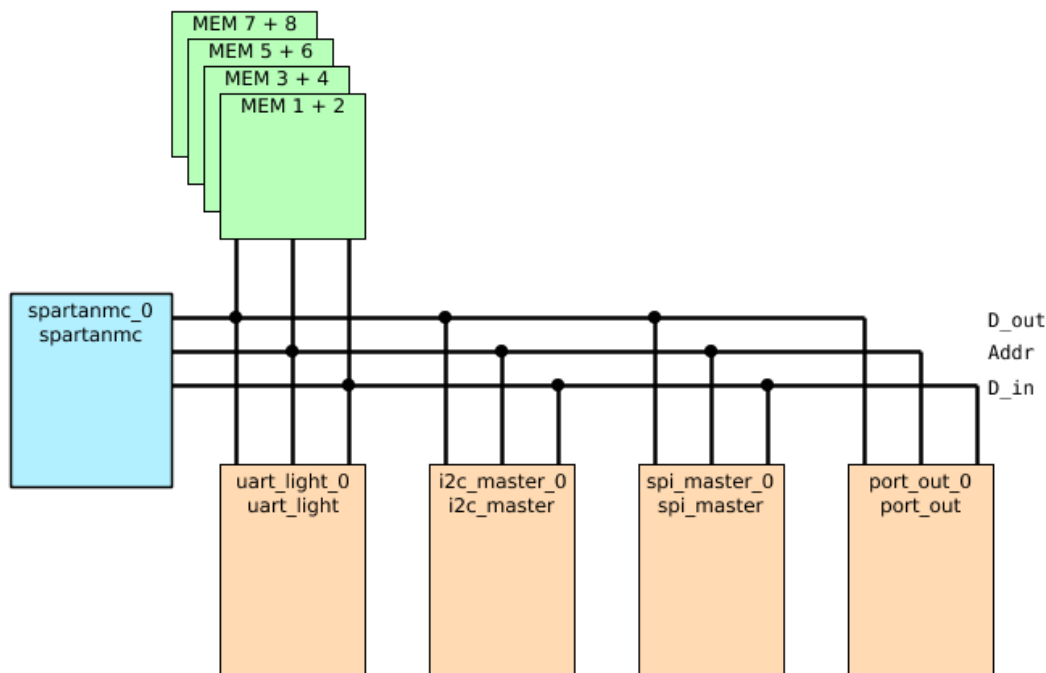 MEM 7 + 8
MEM 5 + 6
MEM 3 + 4
MEM 1 + 2
spartanmc_0
spartanmc
D_out
Addr
D_in
uart_light_0
uart_light
i2c_master_0
i2c_master
spi_master_0
spi_master
port_out_0
port_out